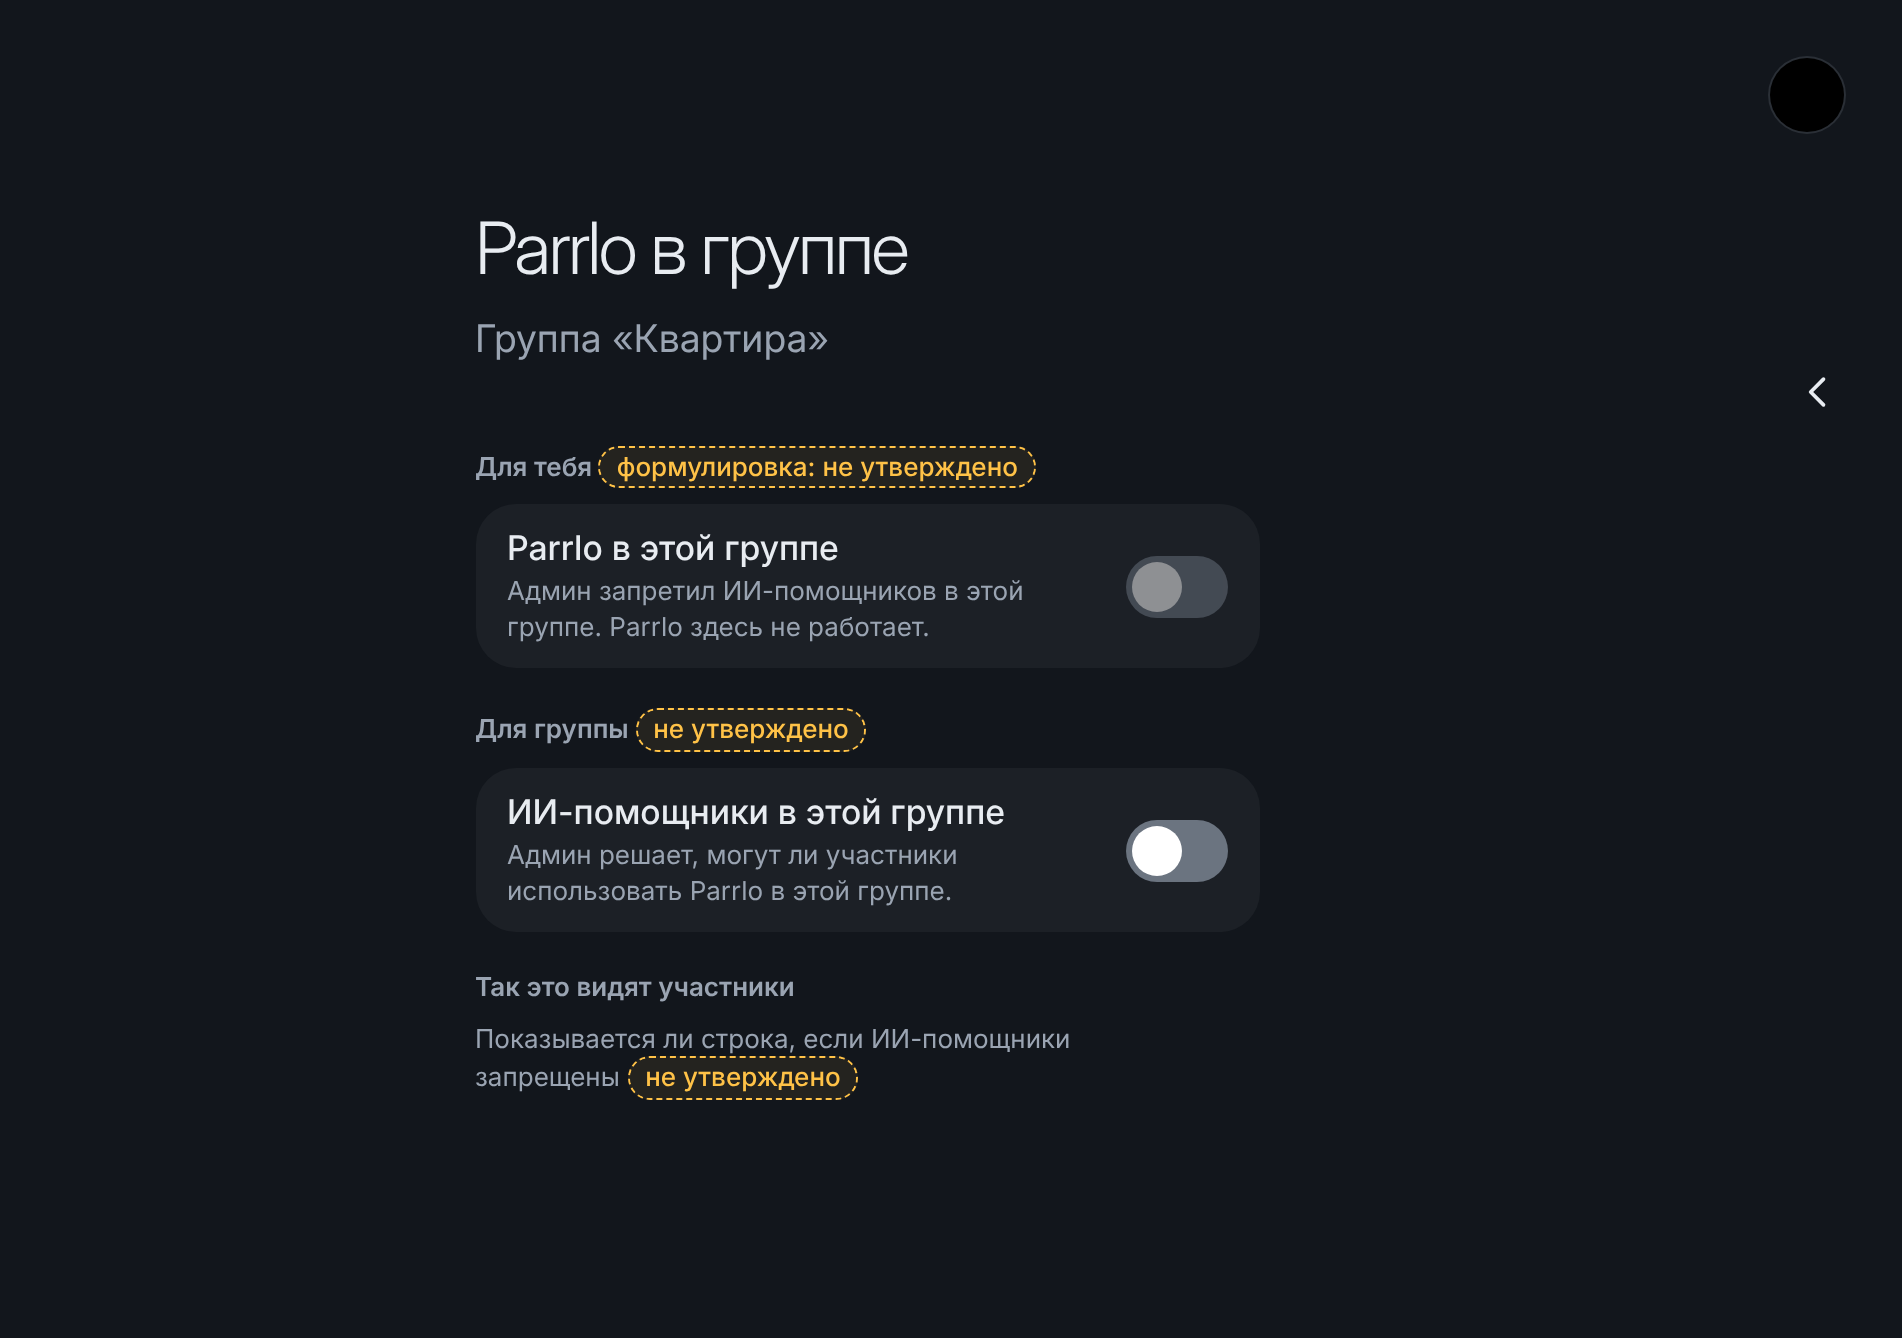 Parrlo в группе
Группа «Квартира»
Для тебя формулировка: не утверждено
Parrlo в этой группе
Админ запретил ИИ-помощников в этой
группе. Parrlo здесь не работает.
Для группы не утверждено
ИИ-помощники в этой группе
Админ решает, могут ли участники
использовать Parrlo в этой группе.
Так это видят участники
Показывается ли строка, если ИИ-помощники
запрещены не утверждено